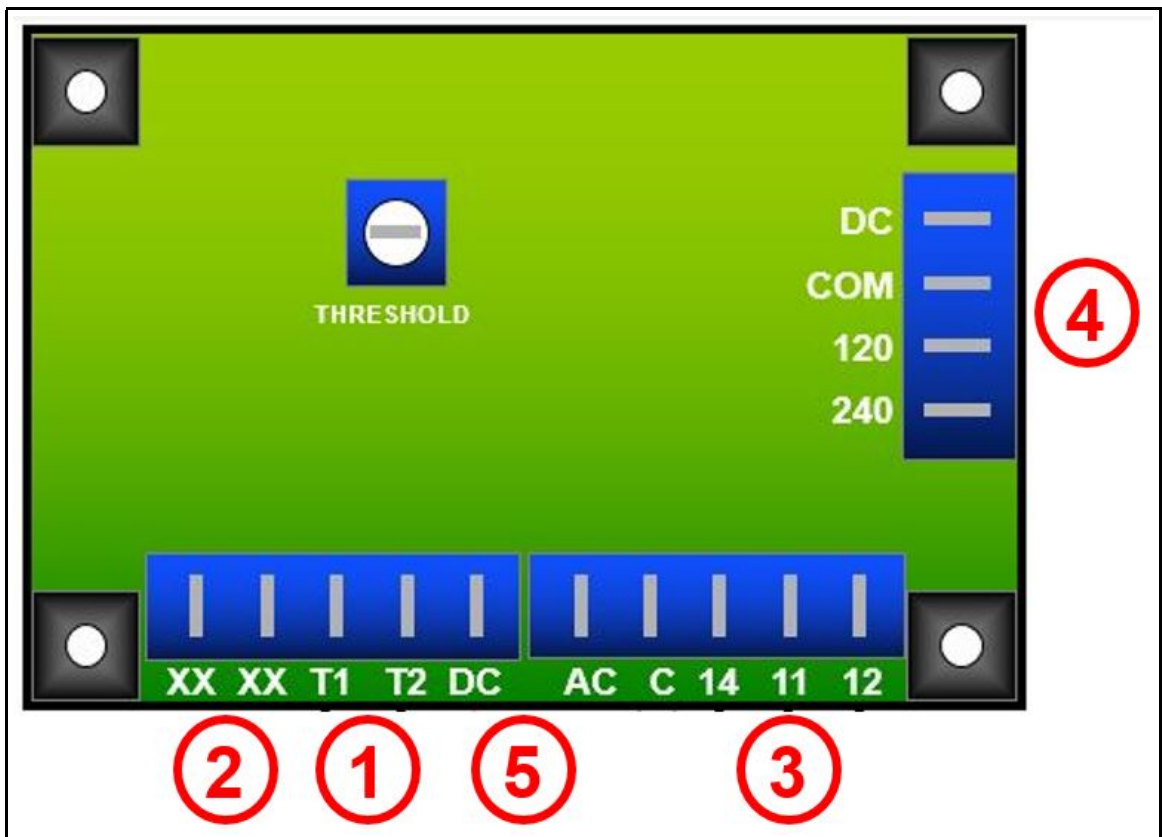 DC
COM
THRESHOLD
120
240
4
XX XX T1 T2 DC AC C 14 11 12
2 1 5 3